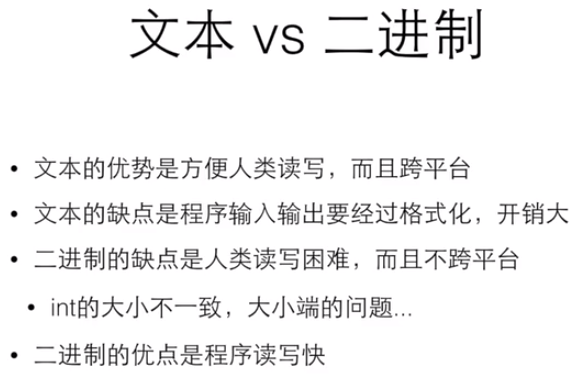 文本 vs 二进制
• 文本的优势是方便人类读写，而且跨平台
• 文本的缺点是程序输入输出要经过格式化，开销大
• 二进制的缺点是人类读写困难，而且不跨平台
• int的大小不一致，大小端的问题...
• 二进制的优点是程序读写快